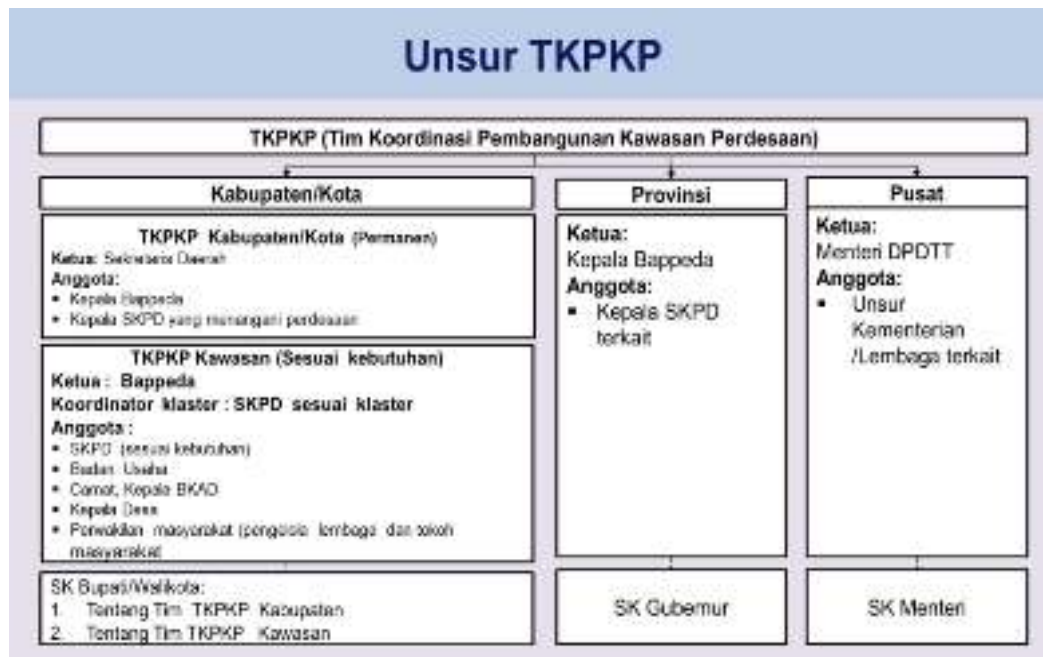 Unsur TKPKP
TKPKP (Tim Koordinasi Pembangunan Kawasan Perdesaan)
Kabupaten/Kota
TKPKP Kabupaten/Kota (Permanen)
Ketua: Sekretaris Daerah
Anggota:
▪ Kepala Bappeda
▪ Kepala SKPD yang menangani perdesaan
TKPKP Kawasan (Sesuai kebutuhan)
Ketua : Bappeda
Koordinator klaster : SKPD sesuai klaster
Anggota :
▪ SKPD (sesuai kebutuhan)
▪ Badan Usaha
▪ Camat, Kepala BKAD
▪ Kepala Desa
▪ Perwakilan masyarakat (pengelola lembaga dan tokoh
masyarakat
SK Bupati/Walikota:
1. Tentang Tim TKPKP Kabupaten
2. Tentang Tim TKPKP Kawasan
Provinsi
Ketua:
Kepala Bappeda
Anggota:
▪ Kepala SKPD
terkait
SK Gubernur
Pusat
Ketua:
Menteri DPDTT
Anggota:
▪ Unsur
Kementerian
/Lembaga terkait
SK Menteri